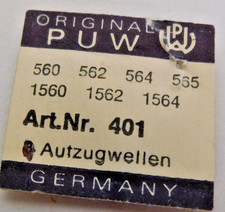 ORIGINAL
PUW
560 562 564 565
1560 1562 1564
Art.Nr. 401
Aufzugwellen
GERMANY